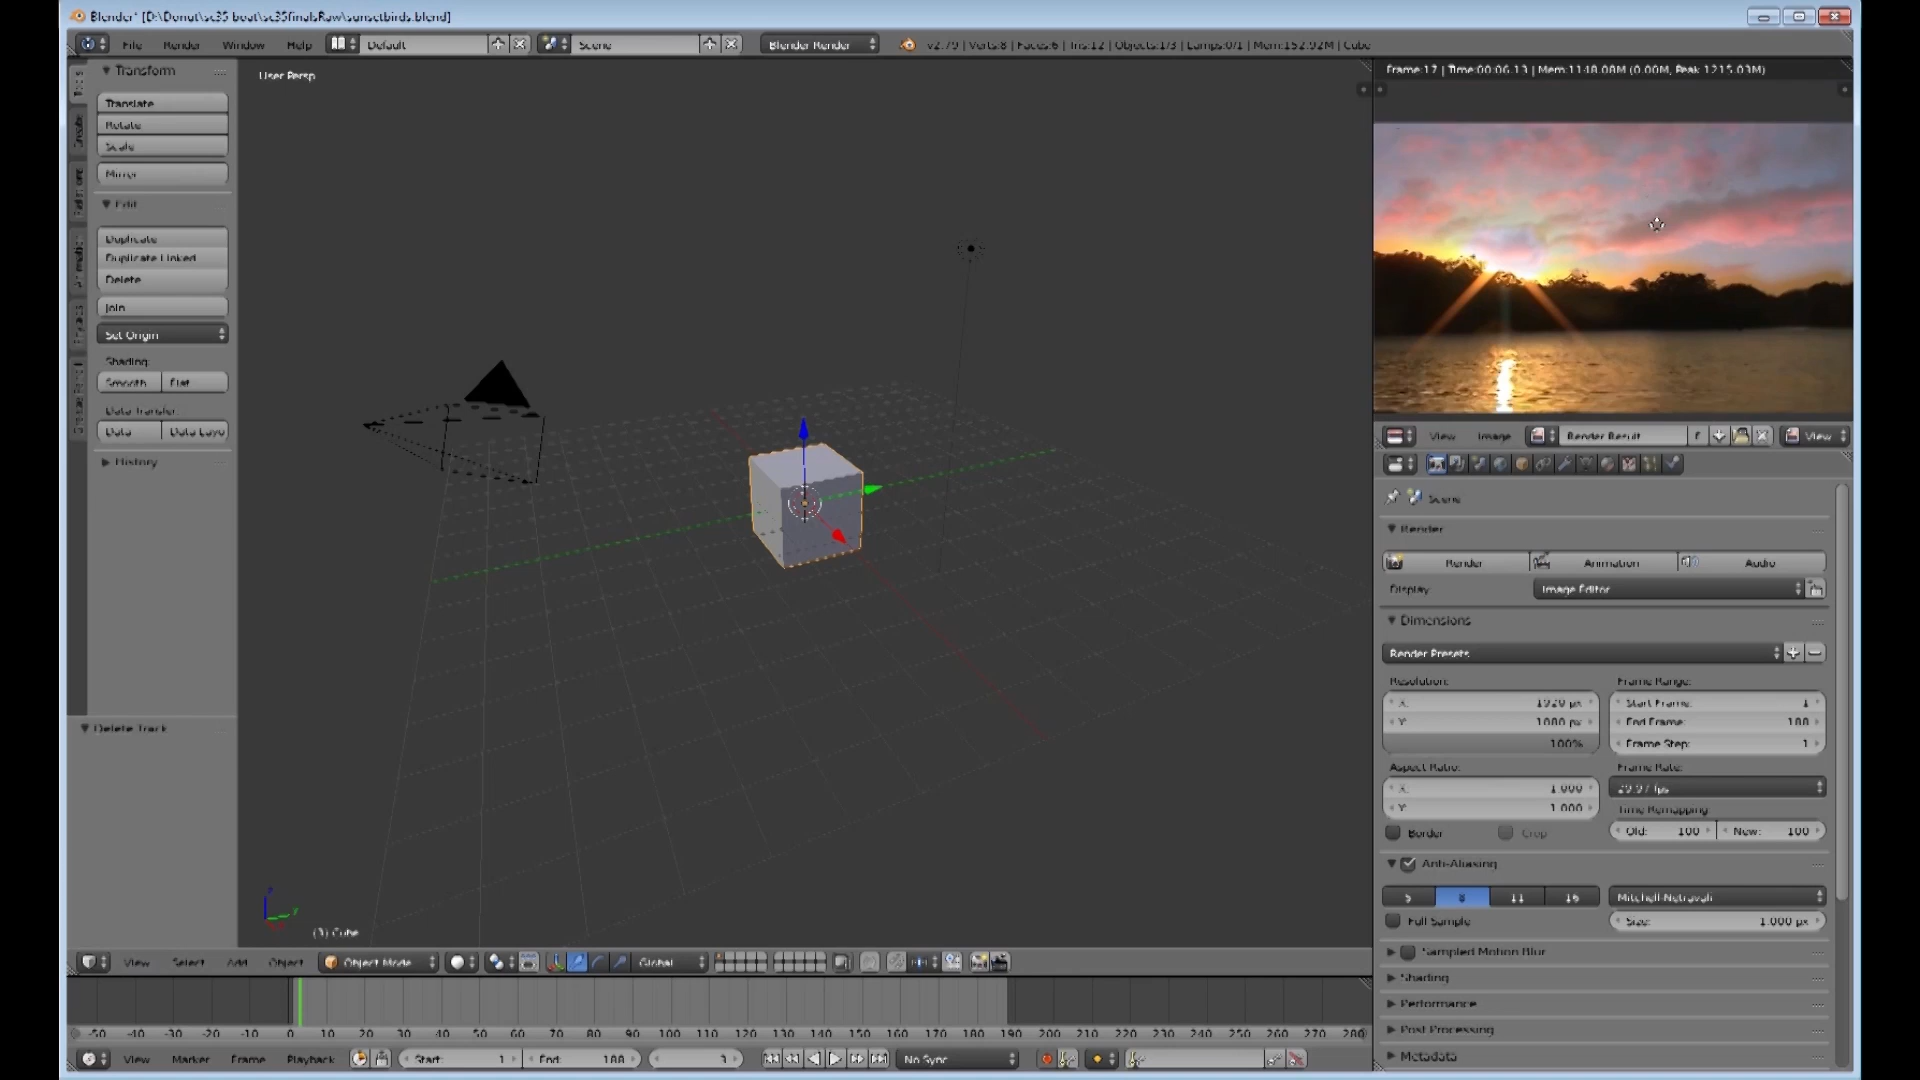 Blender* [D:\Donut\sc35 boat\sc35finalsRaw\sunsetbirds.blend]
File Render Window Help Default Scene Blender Render v2.79 | Verts:8 | Faces:6 | Tris:12 | Objects:1/3 | Lamps:0/1 | Mem:152.92M | Cube
Transform
Translate
Rotate
Scale
Mirror
Edit
Duplicate
Duplicate Linked
Delete
Join
Set Origin
Shading:
Smooth Flat
Data Transfer:
Data Data Layo
History
Delete Track
User Persp
(3) Cube
View Select Add Object Object Mode Global
-50 -40 -30 -20 -10 0 10 20 30 40 50 60 70 80 90 100 110 120 130 140 150 160 170 180 190 200 210 220 230 240 250 260 270 280
View Marker Frame Playback Start: 1 End: 188 3 No Sync
Frame:17 | Time:00:06.13 | Mem:1148.08M (0.00M, Peak 1215.03M)
View Image Render Result F View
Scene
Render
Render Animation Audio
Display: Image Editor
Dimensions
Render Presets
Resolution: Frame Range:
X: 1920 px Start Frame: 1
Y: 1080 px End Frame: 188
100% Frame Step: 1
Aspect Ratio: Frame Rate:
X: 1.000 29.97 fps
Y: 1.000 Time Remapping:
Border Crop Old: 100 New: 100
Anti-Aliasing
5 8 11 16 Mitchell-Netravali
Full Sample Size: 1.000 px
Sampled Motion Blur
Shading
Performance
Post Processing
Metadata